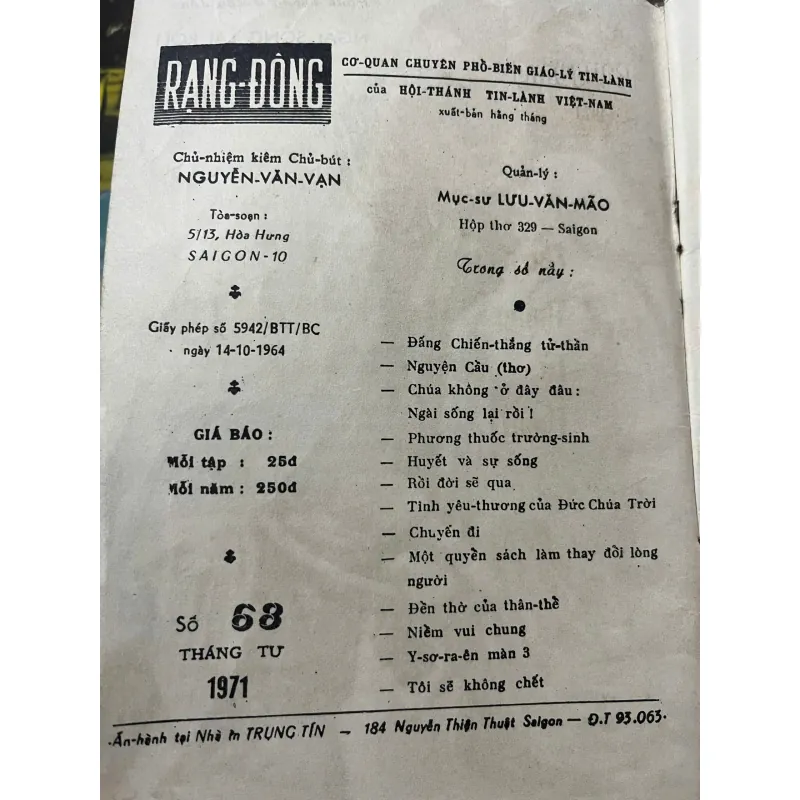 RẠNG-ĐÔNG
CƠ-QUAN CHUYÊN PHỔ-BIẾN GIÁO-LÝ TIN-LÀNH
của HỘI-THÁNH TIN-LÀNH VIỆT-NAM
xuất-bản hằng tháng
Chủ-nhiệm kiêm Chủ-bút :
NGUYỄN-VĂN-VẠN
Tòa-soạn :
5/13, Hòa Hưng
SAIGON-10
Giấy phép số 5942/BTT/BC
ngày 14-10-1964
GIÁ BÁO :
Mỗi tập : 25đ
Mỗi năm : 250đ
Số 68
THÁNG TƯ
1971
Quản-lý :
Mục-sư LƯU-VĂN-MÃO
Hộp thơ 329 — Saigon
Trong số nầy :
— Đấng Chiến-thắng tử-thần
— Nguyện Cầu (thơ)
— Chúa không ở đây đâu :
Ngài sống lại rồi !
— Phương thuốc trường-sinh
— Huyết và sự sống
— Rồi đời sẽ qua
— Tình yêu-thương của Đức Chúa Trời
— Chuyến đi
— Một quyển sách làm thay đổi lòng
người
— Đền thờ của thân-thể
— Niềm vui chung
— Y-sơ-ra-ên màn 3
— Tôi sẽ không chết
Ấn-hành tại Nhà in TRUNG TÍN — 184 Nguyễn Thiện Thuật Saigon — Đ.T 93.063